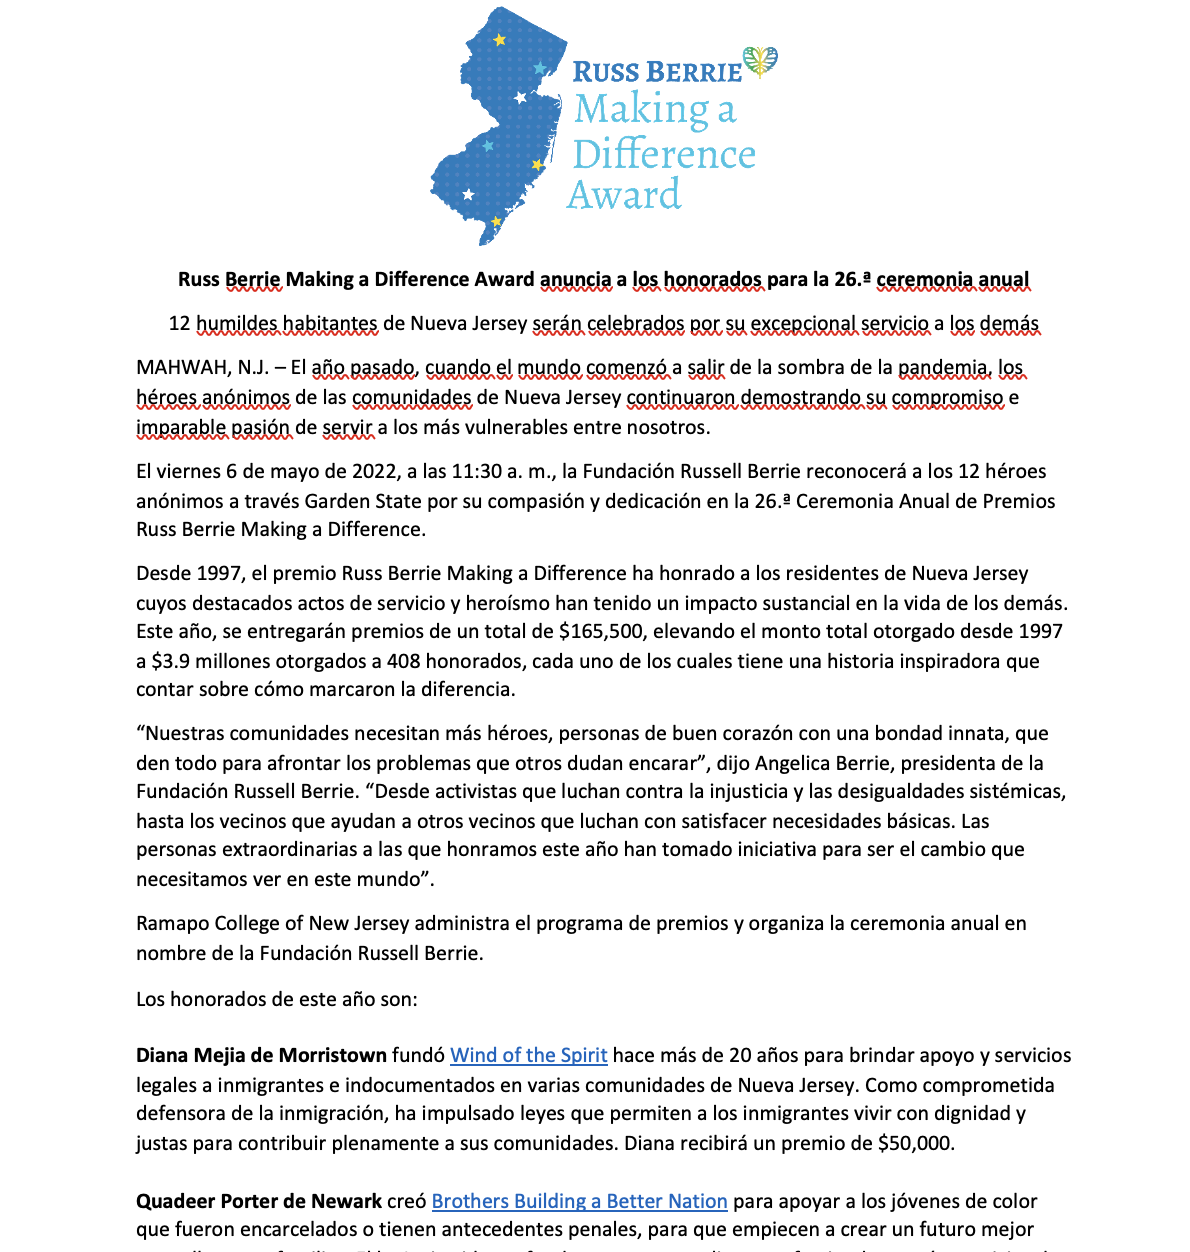 RUSS BERRIE
Making a
Difference
Award
Russ Berrie Making a Difference Award anuncia a los honorados para la 26.ª ceremonia anual
12 humildes habitantes de Nueva Jersey serán celebrados por su excepcional servicio a los demás
MAHWAH, N.J. – El año pasado, cuando el mundo comenzó a salir de la sombra de la pandemia, los
héroes anónimos de las comunidades de Nueva Jersey continuaron demostrando su compromiso e
imparable pasión de servir a los más vulnerables entre nosotros.
El viernes 6 de mayo de 2022, a las 11:30 a. m., la Fundación Russell Berrie reconocerá a los 12 héroes
anónimos a través Garden State por su compasión y dedicación en la 26.ª Ceremonia Anual de Premios
Russ Berrie Making a Difference.
Desde 1997, el premio Russ Berrie Making a Difference ha honrado a los residentes de Nueva Jersey
cuyos destacados actos de servicio y heroísmo han tenido un impacto sustancial en la vida de los demás.
Este año, se entregarán premios de un total de $165,500, elevando el monto total otorgado desde 1997
a $3.9 millones otorgados a 408 honorados, cada uno de los cuales tiene una historia inspiradora que
contar sobre cómo marcaron la diferencia.
“Nuestras comunidades necesitan más héroes, personas de buen corazón con una bondad innata, que
den todo para afrontar los problemas que otros dudan encarar”, dijo Angelica Berrie, presidenta de la
Fundación Russell Berrie. “Desde activistas que luchan contra la injusticia y las desigualdades sistémicas,
hasta los vecinos que ayudan a otros vecinos que luchan con satisfacer necesidades básicas. Las
personas extraordinarias a las que honramos este año han tomado iniciativa para ser el cambio que
necesitamos ver en este mundo”.
Ramapo College of New Jersey administra el programa de premios y organiza la ceremonia anual en
nombre de la Fundación Russell Berrie.
Los honorados de este año son:
Diana Mejia de Morristown fundó Wind of the Spirit hace más de 20 años para brindar apoyo y servicios
legales a inmigrantes e indocumentados en varias comunidades de Nueva Jersey. Como comprometida
defensora de la inmigración, ha impulsado leyes que permiten a los inmigrantes vivir con dignidad y
justas para contribuir plenamente a sus comunidades. Diana recibirá un premio de $50,000.
Quadeer Porter de Newark creó Brothers Building a Better Nation para apoyar a los jóvenes de color
que fueron encarcelados o tienen antecedentes penales, para que empiecen a crear un futuro mejor